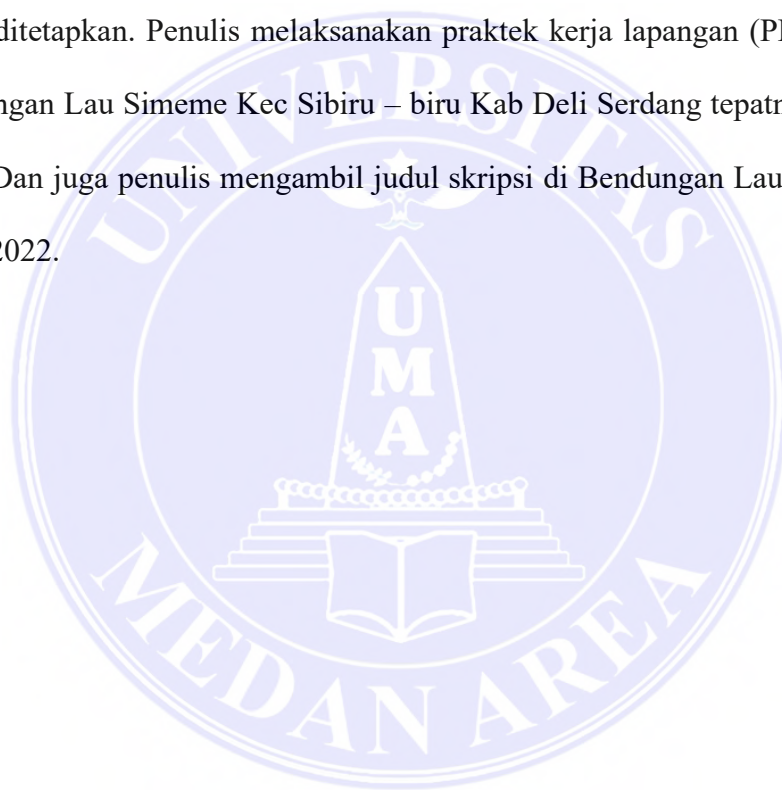 ditetapkan. Penulis melaksanakan praktek kerja lapangan
ngan Lau Simeme Kec Sibiru – biru Kab Deli Serdang
Dan juga penulis mengambil judul skripsi di Bendungan Lau
2022.
UNIVERSITAS
UMA
MEDAN AREA